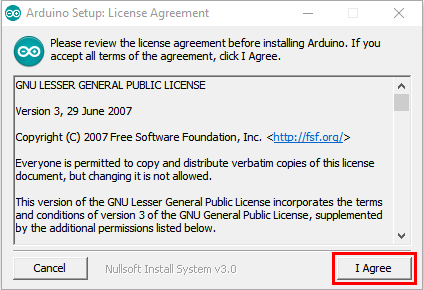 Arduino Setup: License Agreement
Please review the license agreement before installing Arduino. If you
accept all terms of the agreement, click I Agree.
GNU LESSER GENERAL PUBLIC LICENSE
Version 3, 29 June 2007
Copyright (C) 2007 Free Software Foundation, Inc. <http://fsf.org/>
Everyone is permitted to copy and distribute verbatim copies of this license
document, but changing it is not allowed.
This version of the GNU Lesser General Public License incorporates the terms
and conditions of version 3 of the GNU General Public License, supplemented
by the additional permissions listed below.
Cancel
Nullsoft Install System v3.0
I Agree